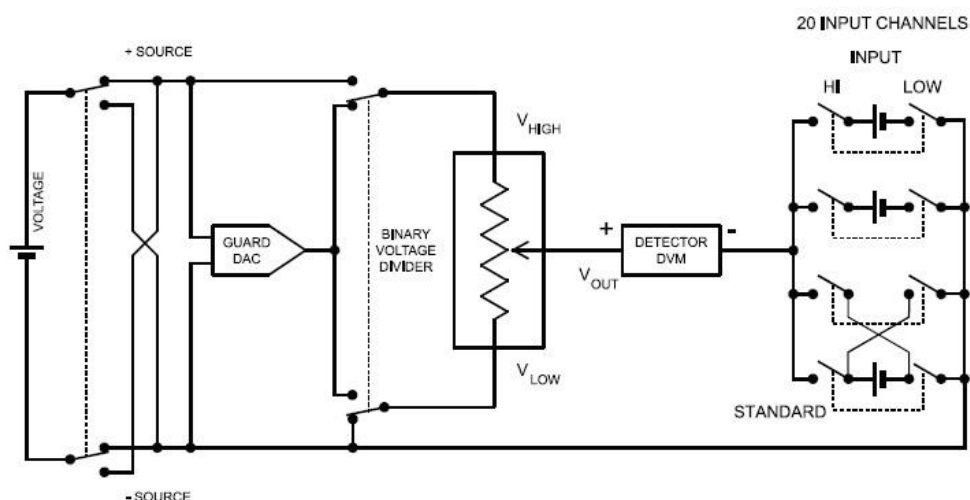 20 INPUT CHANNELS
+ SOURCE
INPUT
HI
LOW
VHIGH
VOLTAGE
GUARD
DAC
BINARY
VOLTAGE
DIVIDER
+
DETECTOR
DVM
-
VOUT
VLOW
STANDARD
- SOURCE